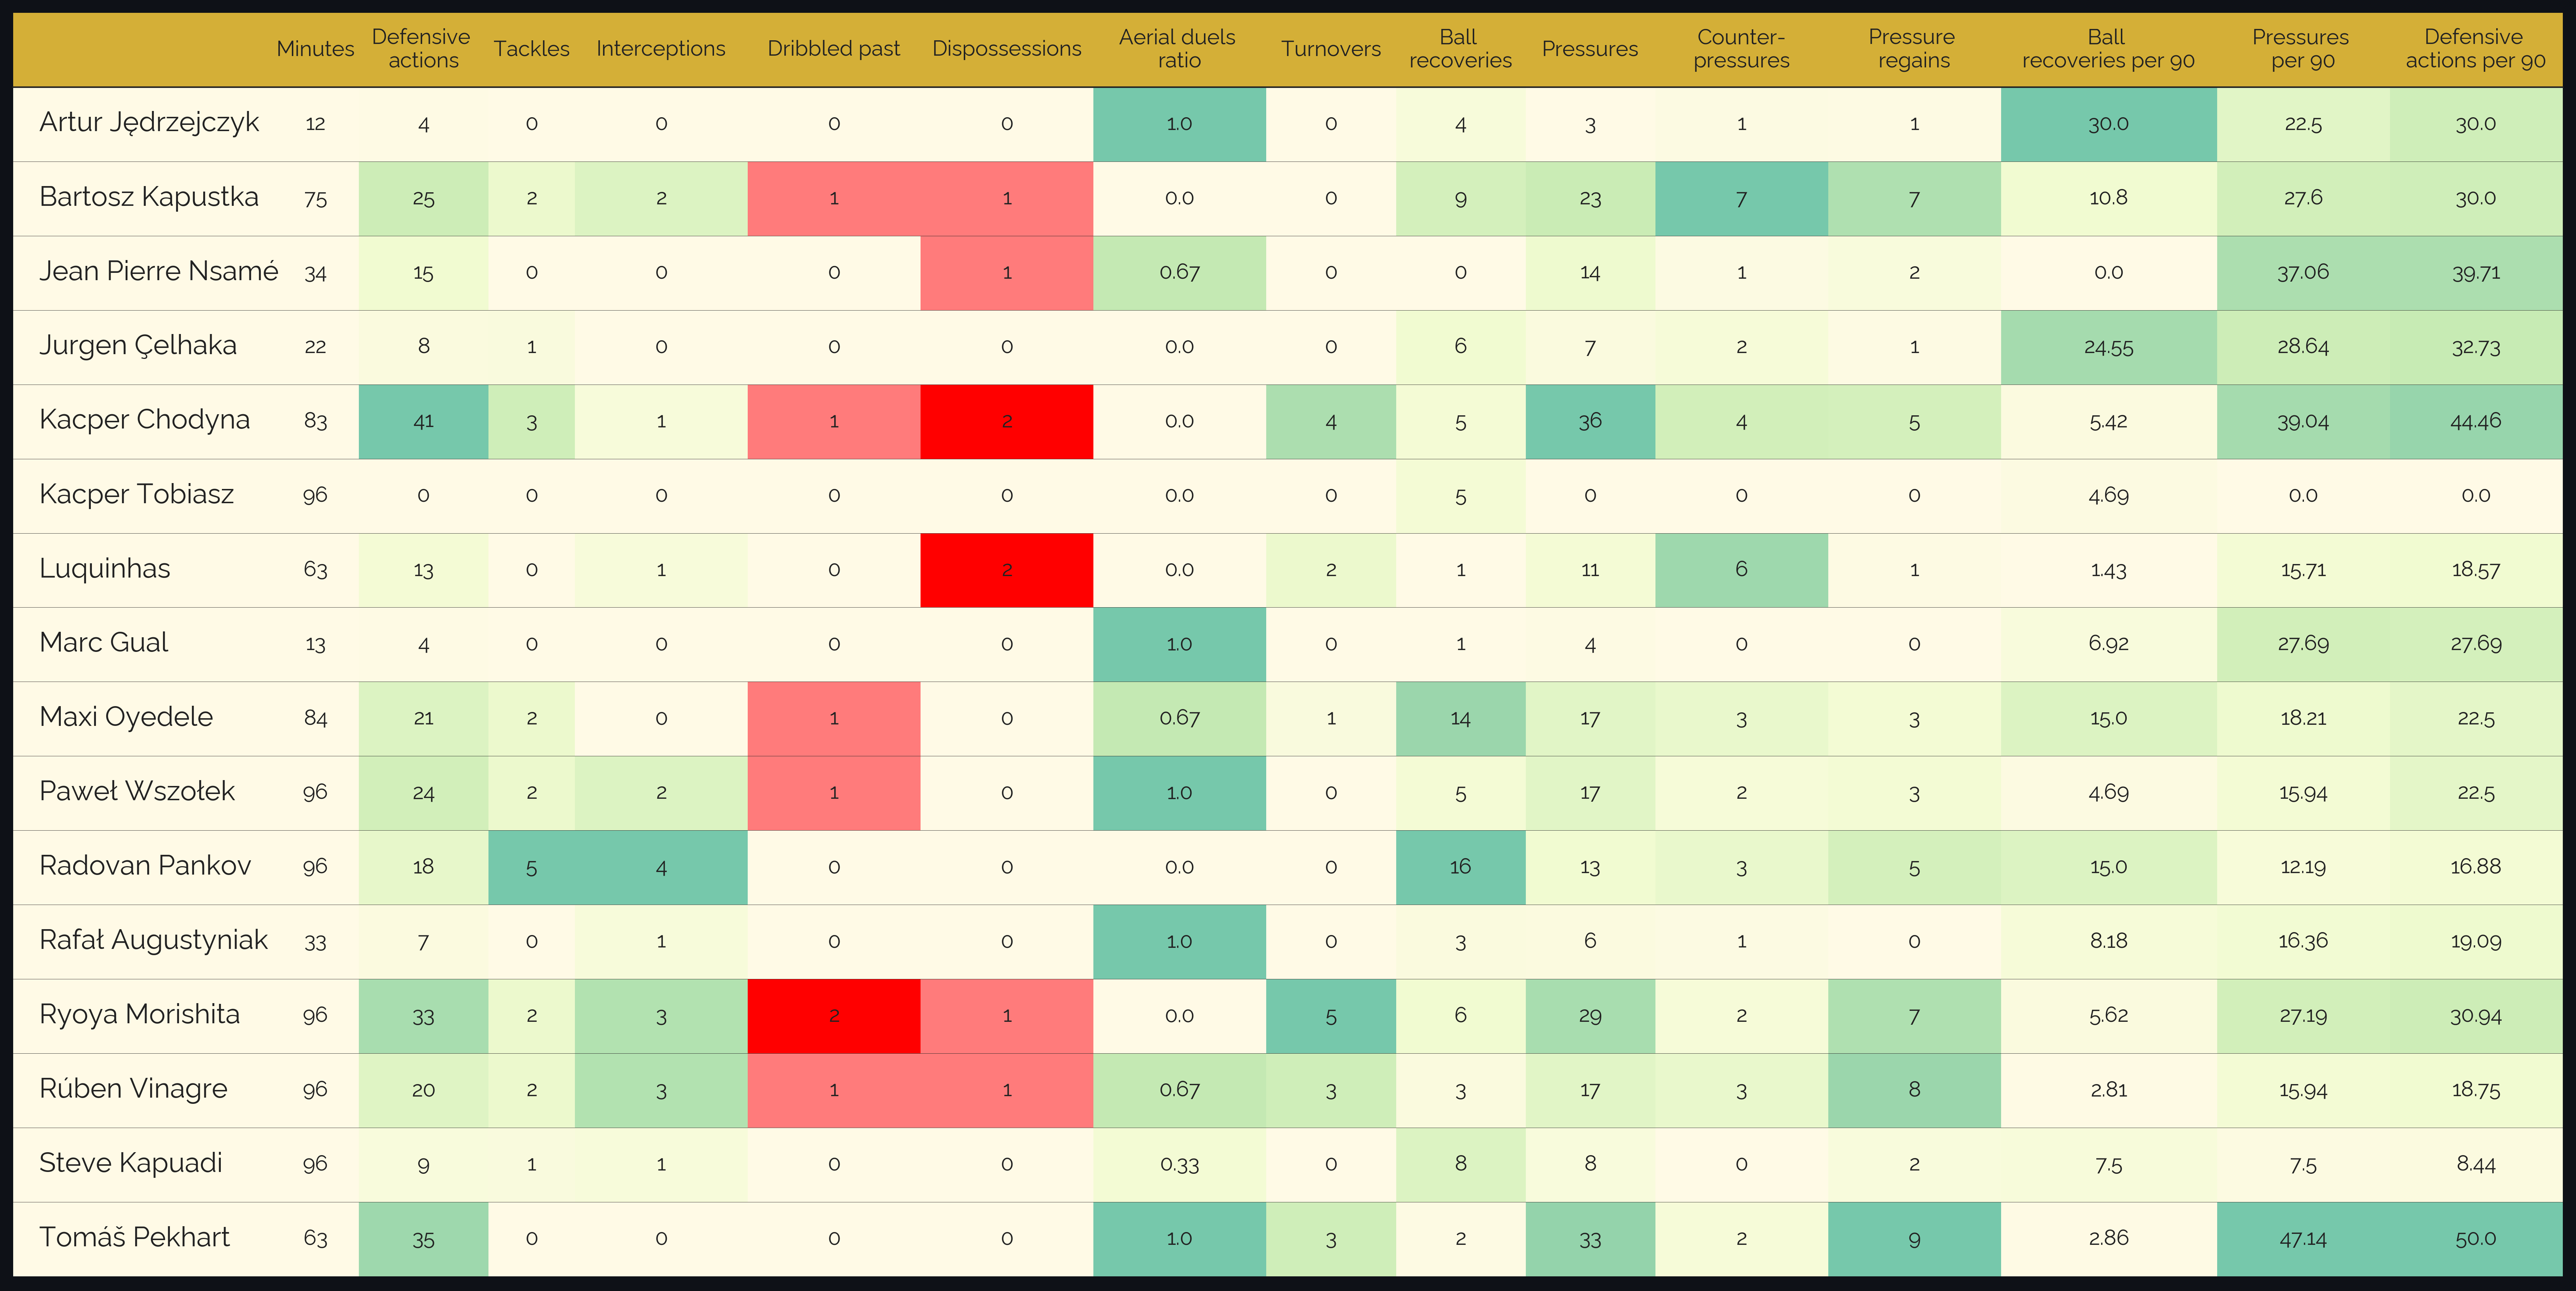 Minutes Defensive actions Tackles Interceptions Dribbled past Dispossessions Aerial duels ratio Turnovers Ball recoveries Pressures Counter-pressures Pressure regains Ball recoveries per 90 Pressures per 90 Defensive actions per 90
Artur Jędrzejczyk 12 4 0 0 0 0 1.0 0 4 3 1 1 30.0 22.5 30.0
Bartosz Kapustka 75 25 2 2 1 1 0.0 0 9 23 7 7 10.8 27.6 30.0
Jean Pierre Nsamé 34 15 0 0 0 1 0.67 0 0 14 1 2 0.0 37.06 39.71
Jurgen Çelhaka 22 8 1 0 0 0 0.0 0 6 7 2 1 24.55 28.64 32.73
Kacper Chodyna 83 41 3 1 1 2 0.0 4 5 36 4 5 5.42 39.04 44.46
Kacper Tobiasz 96 0 0 0 0 0 0.0 0 5 0 0 0 4.69 0.0 0.0
Luquinhas 63 13 0 1 0 2 0.0 2 1 11 6 1 1.43 15.71 18.57
Marc Gual 13 4 0 0 0 0 1.0 0 1 4 0 0 6.92 27.69 27.69
Maxi Oyedele 84 21 2 0 1 0 0.67 1 14 17 3 3 15.0 18.21 22.5
Paweł Wszołek 96 24 2 2 1 0 1.0 0 5 17 2 3 4.69 15.94 22.5
Radovan Pankov 96 18 5 4 0 0 0.0 0 16 13 3 5 15.0 12.19 16.88
Rafał Augustyniak 33 7 0 1 0 0 1.0 0 3 6 1 0 8.18 16.36 19.09
Ryoya Morishita 96 33 2 3 2 1 0.0 5 6 29 2 7 5.62 27.19 30.94
Rúben Vinagre 96 20 2 3 1 1 0.67 3 3 17 3 8 2.81 15.94 18.75
Steve Kapuadi 96 9 1 1 0 0 0.33 0 8 8 0 2 7.5 7.5 8.44
Tomáš Pekhart 63 35 0 0 0 0 1.0 3 2 33 2 9 2.86 47.14 50.0